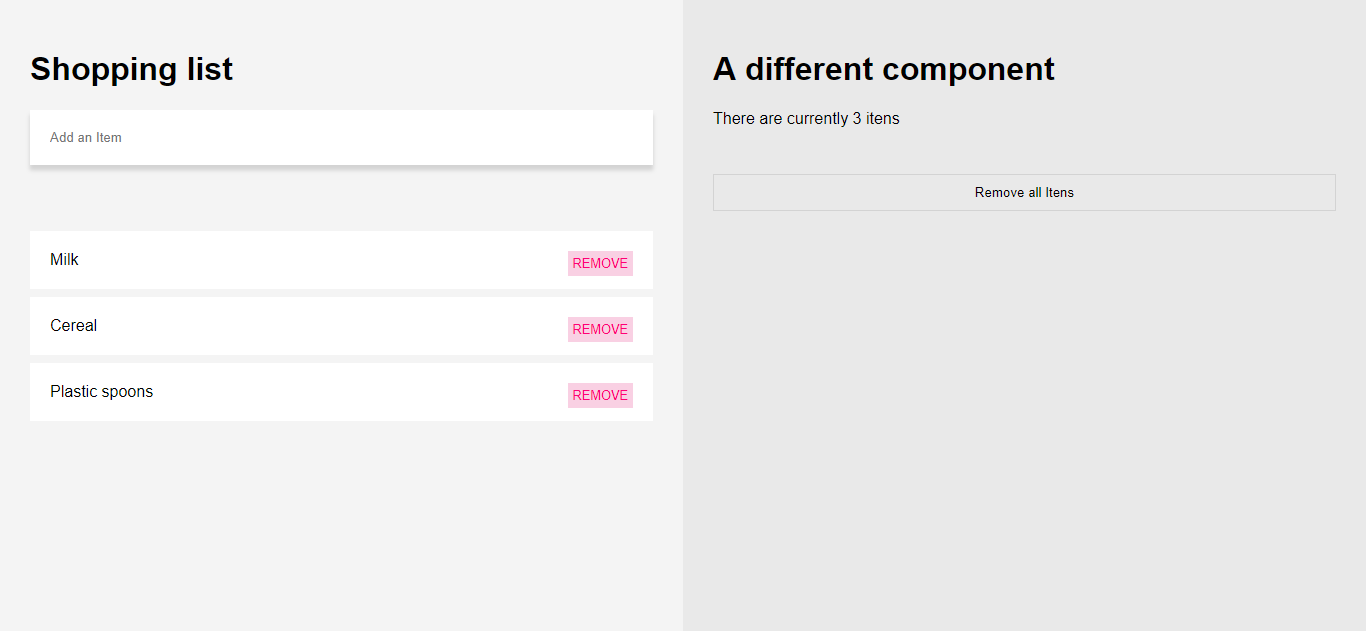 Shopping list
Add an Item
Milk
REMOVE
Cereal
REMOVE
Plastic spoons
REMOVE
A different component
There are currently 3 itens
Remove all Itens